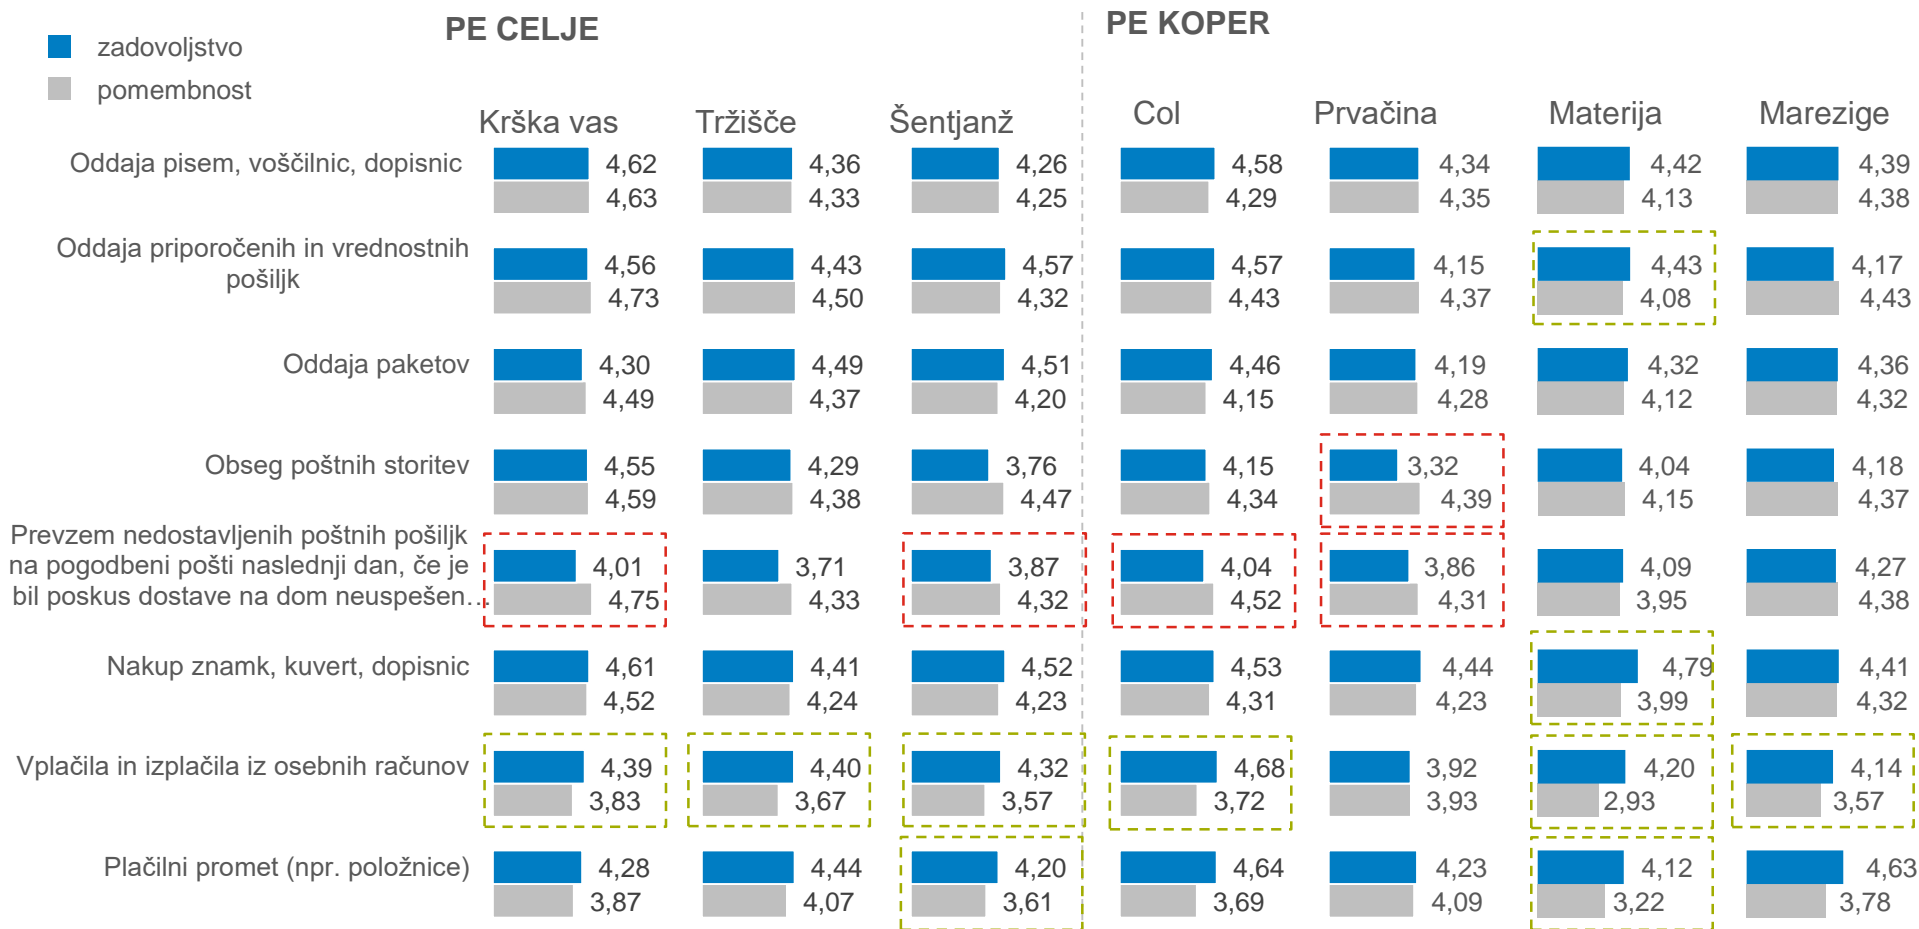 PE CELJE
PE KOPER
zadovoljstvo
pomembnost
Krška vas
Tržišče
Šentjanž
Col
Prvačina
Materija
Marezige
Oddaja pisem, voščilnic, dopisnic
4,62 4,36 4,26 4,58 4,34 4,42 4,39
4,63 4,33 4,25 4,29 4,35 4,13 4,38
Oddaja priporočenih in vrednostnih
pošiljk
4,56 4,43 4,57 4,57 4,15 4,43 4,17
4,73 4,50 4,32 4,43 4,37 4,08 4,43
Oddaja paketov
4,30 4,49 4,51 4,46 4,19 4,32 4,36
4,49 4,37 4,20 4,15 4,28 4,12 4,32
Obseg poštnih storitev
4,55 4,29 3,76 4,15 3,32 4,04 4,18
4,59 4,38 4,47 4,34 4,39 4,15 4,37
Prevzem nedostavljenih poštnih pošiljk
na pogodbeni pošti naslednji dan, če je
bil poskus dostave na dom neuspešen…
4,01 3,71 3,87 4,04 3,86 4,09 4,27
4,75 4,33 4,32 4,52 4,31 3,95 4,38
Nakup znamk, kuvert, dopisnic
4,61 4,41 4,52 4,53 4,44 4,79 4,41
4,52 4,24 4,23 4,31 4,23 3,99 4,32
Vplačila in izplačila iz osebnih računov
4,39 4,40 4,32 4,68 3,92 4,20 4,14
3,83 3,67 3,57 3,72 3,93 2,93 3,57
Plačilni promet (npr. položnice)
4,28 4,44 4,20 4,64 4,23 4,12 4,63
3,87 4,07 3,61 3,69 4,09 3,22 3,78